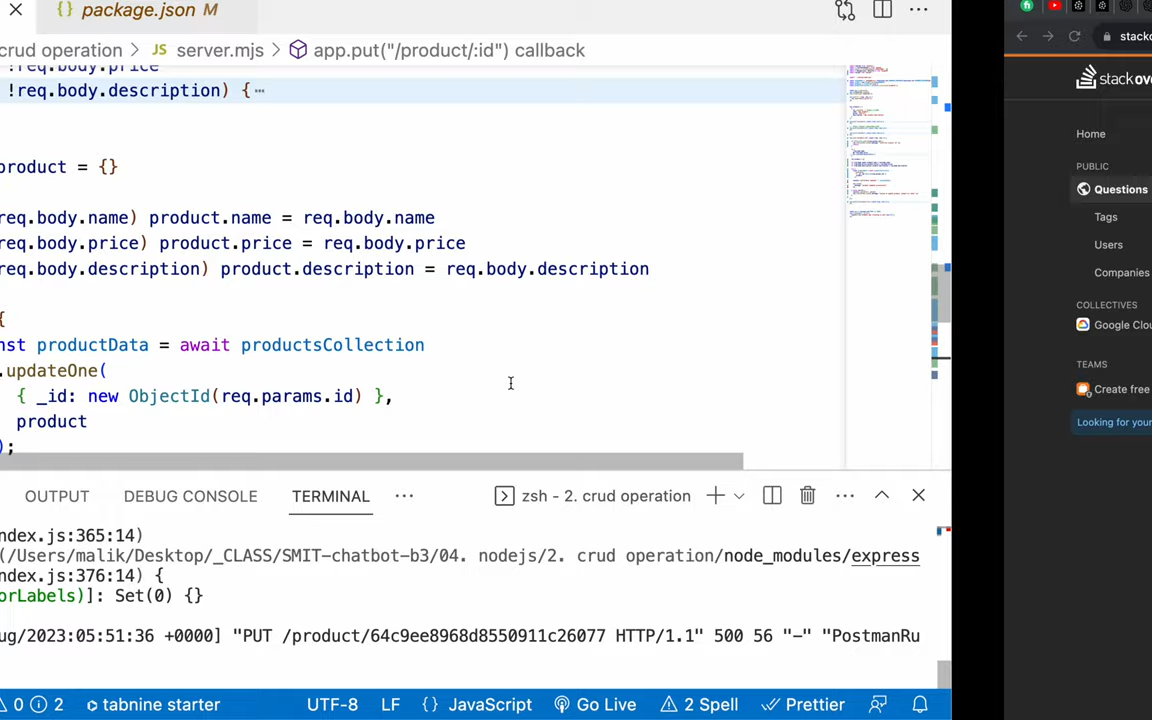 package.json M
crud operation > JS server.mjs > app.put("/product/:id") callback
!req.body.price
!req.body.description) {
product = {}
req.body.name) product.name = req.body.name
req.body.price) product.price = req.body.price
req.body.description) product.description = req.body.description
{
nst productData = await productsCollection
.updateOne(
{ _id: new ObjectId(req.params.id) },
product
);
OUTPUT DEBUG CONSOLE TERMINAL ··· zsh - 2. crud operation
ndex.js:365:14)
(/Users/malik/Desktop/_CLASS/SMIT-chatbot-b3/04. nodejs/2. crud operation/node_modules/express
ndex.js:376:14) {
orLabels)]: Set(0) {}
ug/2023:05:51:36 +0000] "PUT /product/64c9ee8968d8550911c26077 HTTP/1.1" 500 56 "-" "PostmanRu
0 2 tabnine starter UTF-8 LF {} JavaScript Go Live 2 Spell Prettier
stacko
stackov
Home
PUBLIC
Questions
Tags
Users
Companies
COLLECTIVES
Google Clou
TEAMS
Create free
Looking for your